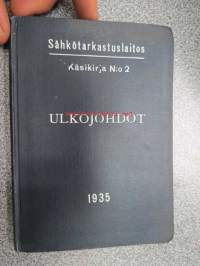 Sähkötarkastuslaitos
Käsikirja N:o 2
ULKOJOHDOT
1935